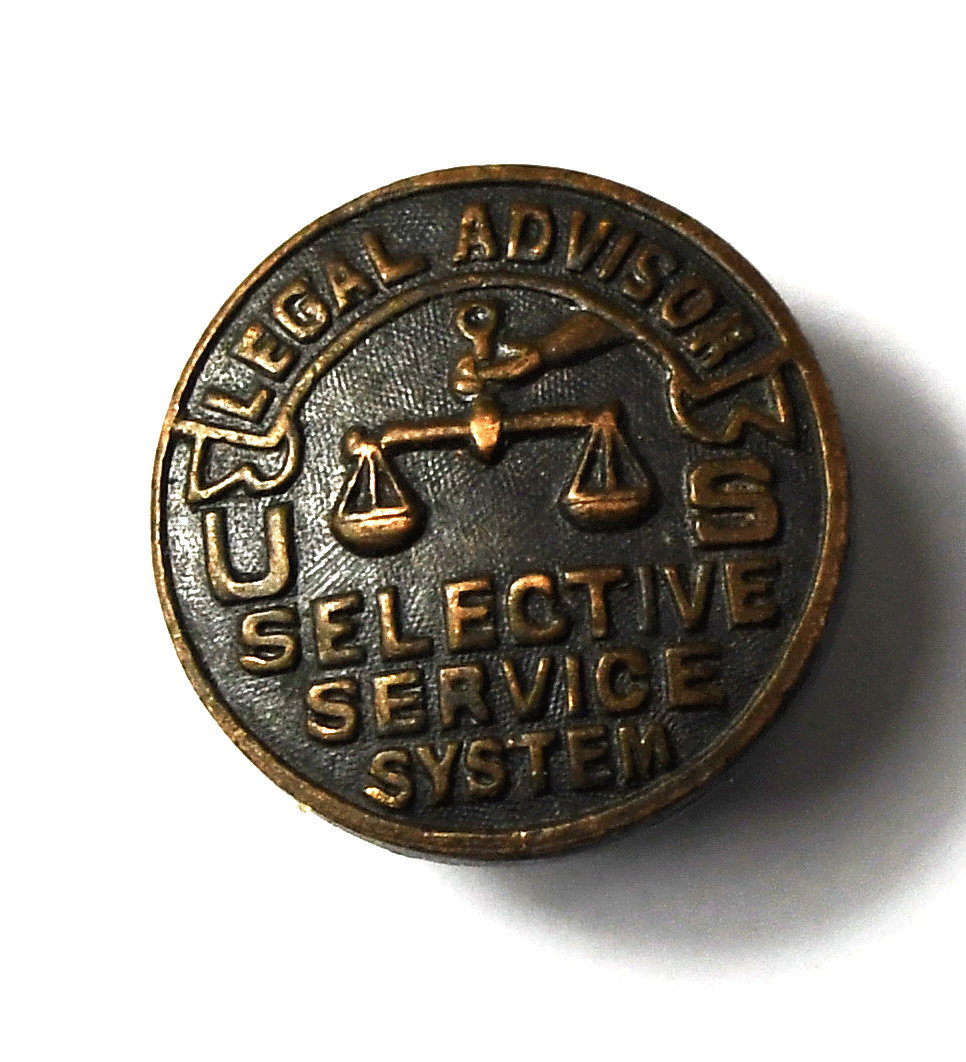 LEGAL ADVISOR
U S
SELECTIVE
SERVICE
SYSTEM